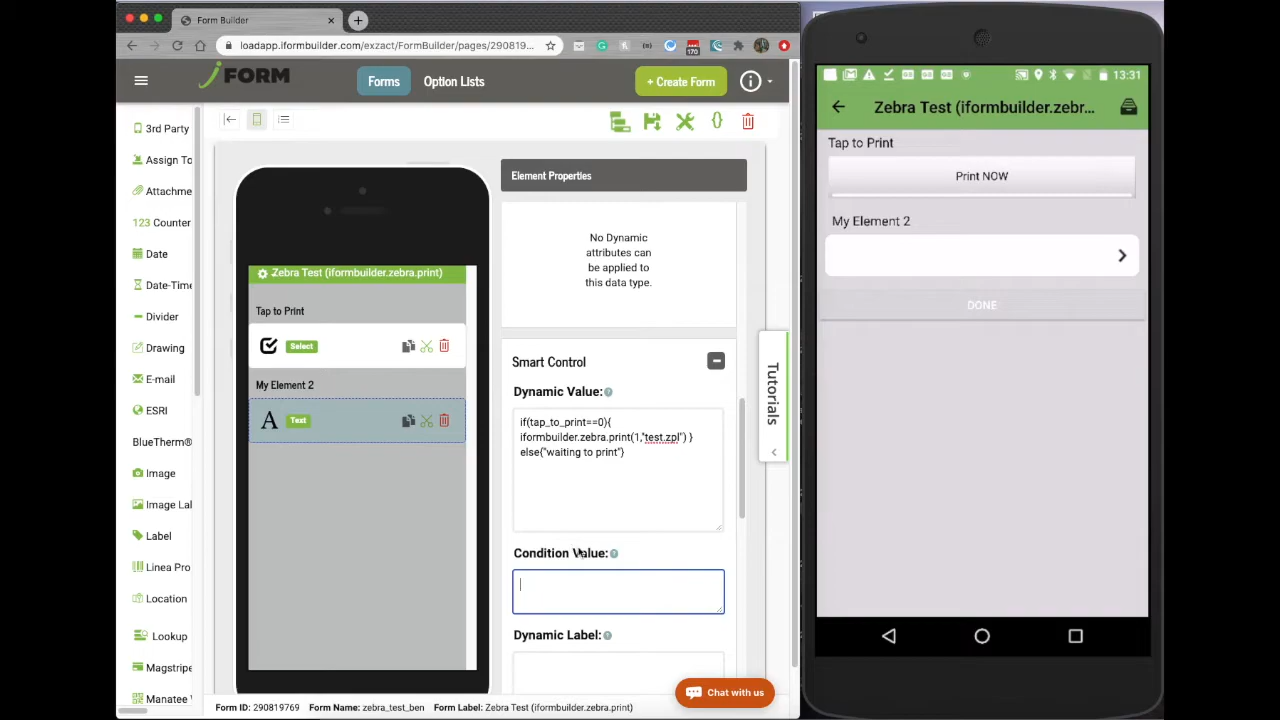 Form Builder
loadapp.iformbuilder.com/exzact/FormBuilder/pages/290819...
170
FORM
Forms
Option Lists
+ Create Form
3rd Party
Assign To
Attachme
123 Counter
Date
Date-Time
Divider
Drawing
E-mail
ESRI
BlueTherm®
Image
Image Lal
Label
Linea Pro
Location
Lookup
Magstripe
Manatee
Zebra Test (iformbuilder.zebra.print)
Tap to Print
Select
My Element 2
A Text
Element Properties
No Dynamic
attributes can
be applied to
this data type.
Smart Control
Dynamic Value:
if(tap_to_print==0){
iformbuilder.zebra.print(1,"test.zpl") }
else{"waiting to print"}
Condition Value:
Dynamic Label:
Tutorials
Chat with us
Form ID: 290819769 Form Name: zebra_test_ben Form Label: Zebra Test (iformbuilder.zebra.print)
13:31
Zebra Test (iformbuilder.zebr...
Tap to Print
Print NOW
My Element 2
DONE